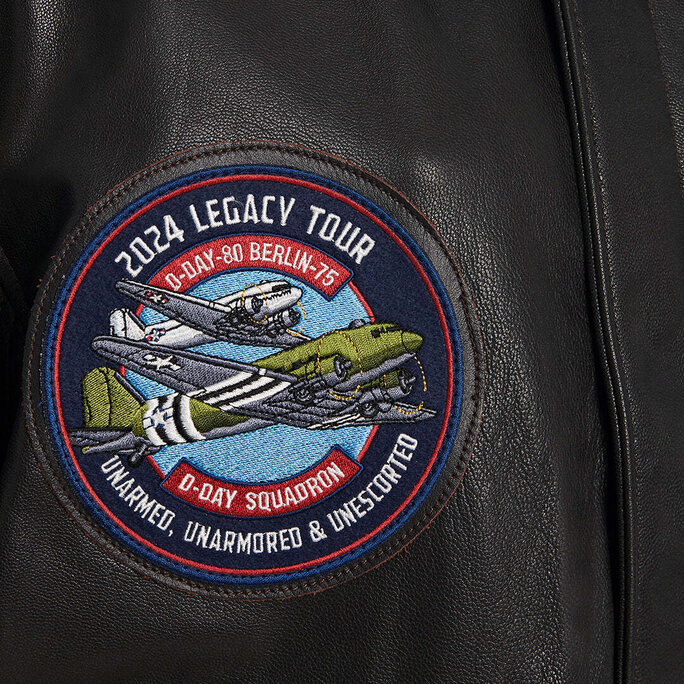 2024 LEGACY TOUR
D-DAY-80 BERLIN-75
D-DAY SQUADRON
UNARMED, UNARMORED & UNESCORTED